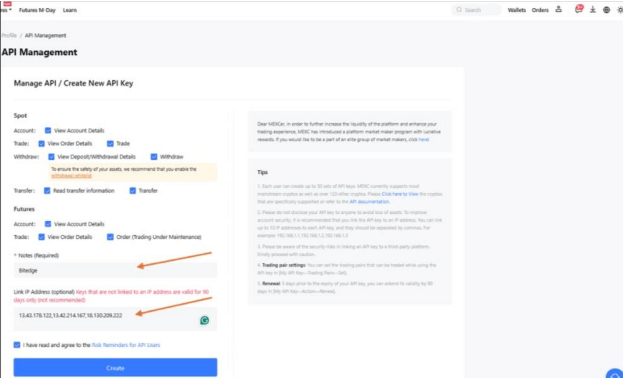 Futures M-Day Learn
Search
Wallets Orders
Profile / API Management
API Management
Manage API / Create New API Key
Spot
Account: View Account Details
Trade: View Order Details Trade
Withdraw: View Deposit/Withdrawal Details Withdraw
To ensure the safety of your assets, we recommend that you enable the
withdrawal whitelist
Transfer: Read transfer information Transfer
Futures
Account: View Account Details
Trade: View Order Details Order (Trading Under Maintenance)
* Notes (Required)
Link IP Address (optional) Keys that are not linked to an IP address are valid for 90
days only (not recommended)
13.43.178.122,13.42.214.167,18.130.209.222
I have read and agree to the Risk Reminders for API Users
Create
Dear MEXCer, in order to further increase the liquidity of the platform and enhance your
trading experience, MEXC has introduced a platform market maker program with lucrative
rewards. If you would like to be a part of an elite group of market makers, click here!
Tips
1. Each user can create up to 30 sets of API keys. MEXC currently supports most
mainstream cryptos as well as over 120 other cryptos. Please Click here to View the cryptos
that are specifically supported or refer to the API documentation.
2. Please do not disclose your API key to anyone to avoid loss of assets. To improve
account security, it is recommended that you link the API key to an IP address. You can link
up to 10 IP addresses to each API key, and they should be separated by commas. For
example: 192.168.1.1,192.168.1.2,192.168.1.3
3. Please be aware of the security risks in linking an API key to a third-party platform.
Kindly proceed with caution.
4. Trading pair settings: You can set the trading pairs that can be traded while using the
API key in [My API Key—Trading Pairs—Set].
5. Renewal: 5 days prior to the expiry of your API key, you can extend its validity by 90
days in [My API Key—Action—Renew].